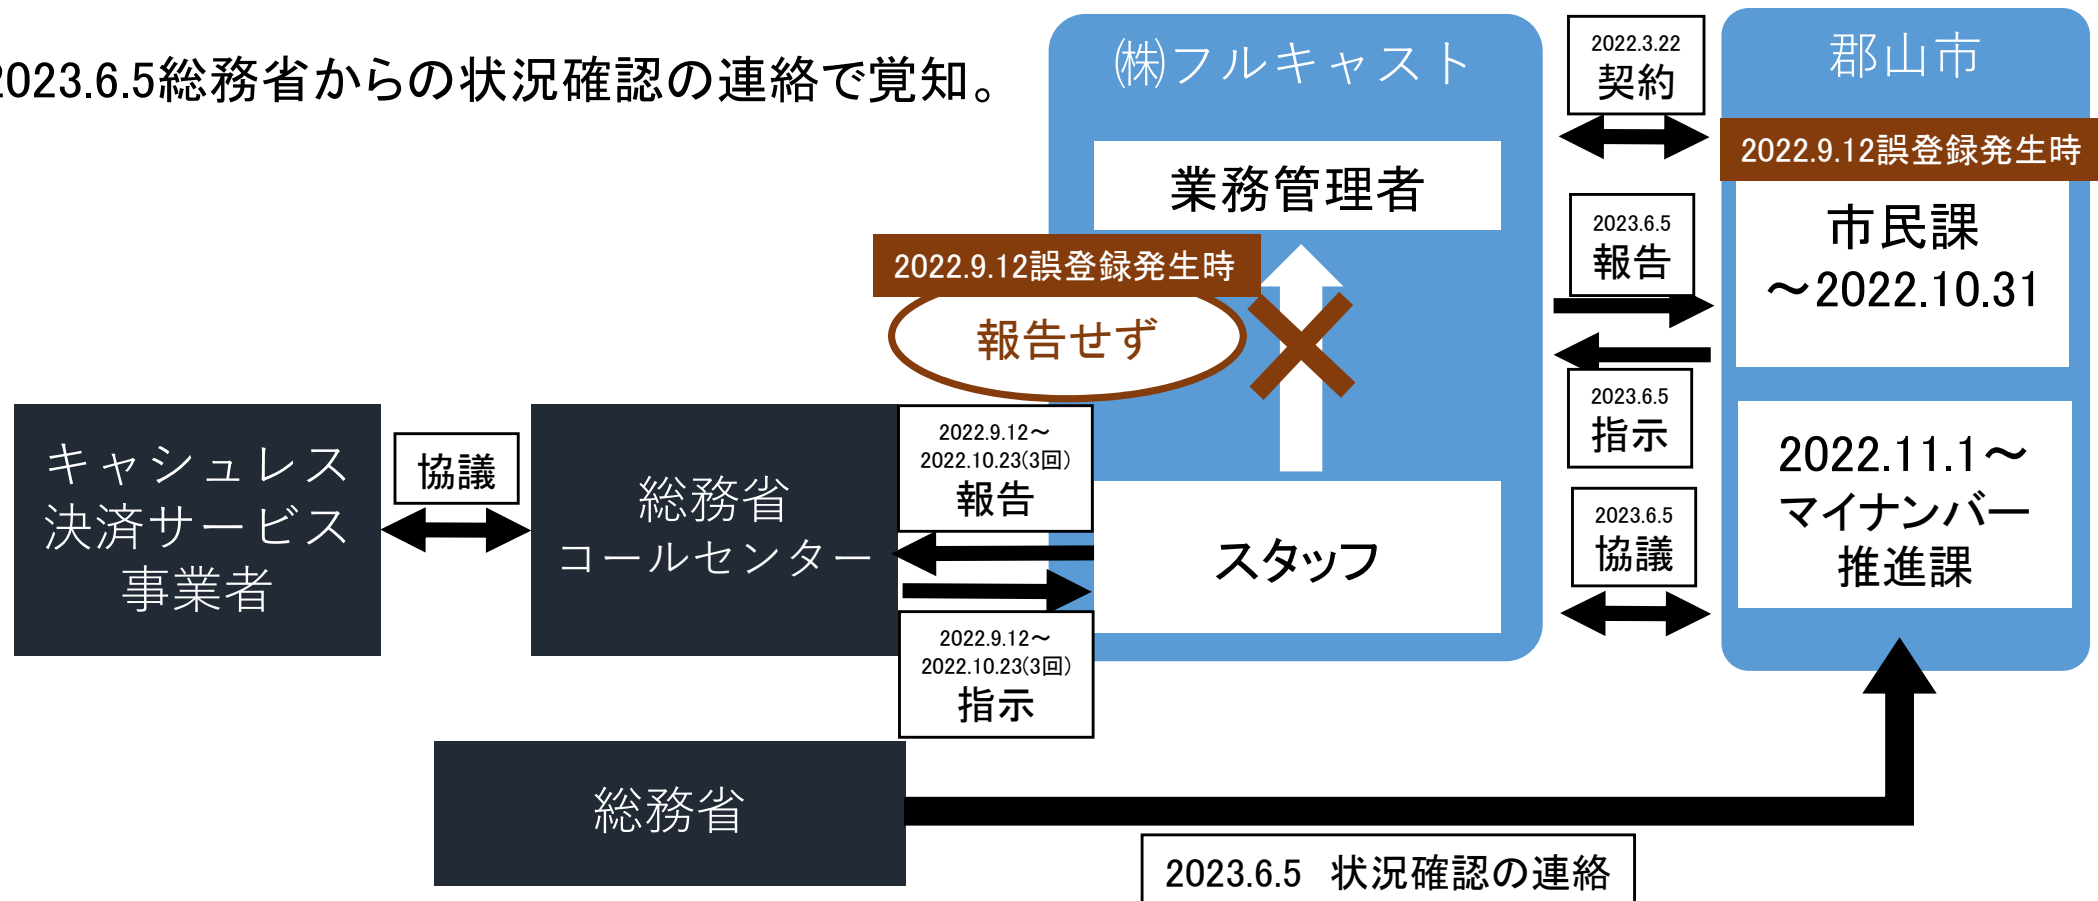 2023.6.5総務省からの状況確認の連絡で覚知。
㈱フルキャスト
業務管理者
2022.9.12誤登録発生時
報告せず
スタッフ
2022.3.22
契約
2023.6.5
報告
2023.6.5
指示
2023.6.5
協議
郡山市
2022.9.12誤登録発生時
市民課
～2022.10.31
2022.11.1～
マイナンバー
推進課
キャシュレス
決済サービス
事業者
協議
総務省
コールセンター
2022.9.12～
2022.10.23(3回)
報告
2022.9.12～
2022.10.23(3回)
指示
総務省
2023.6.5　状況確認の連絡